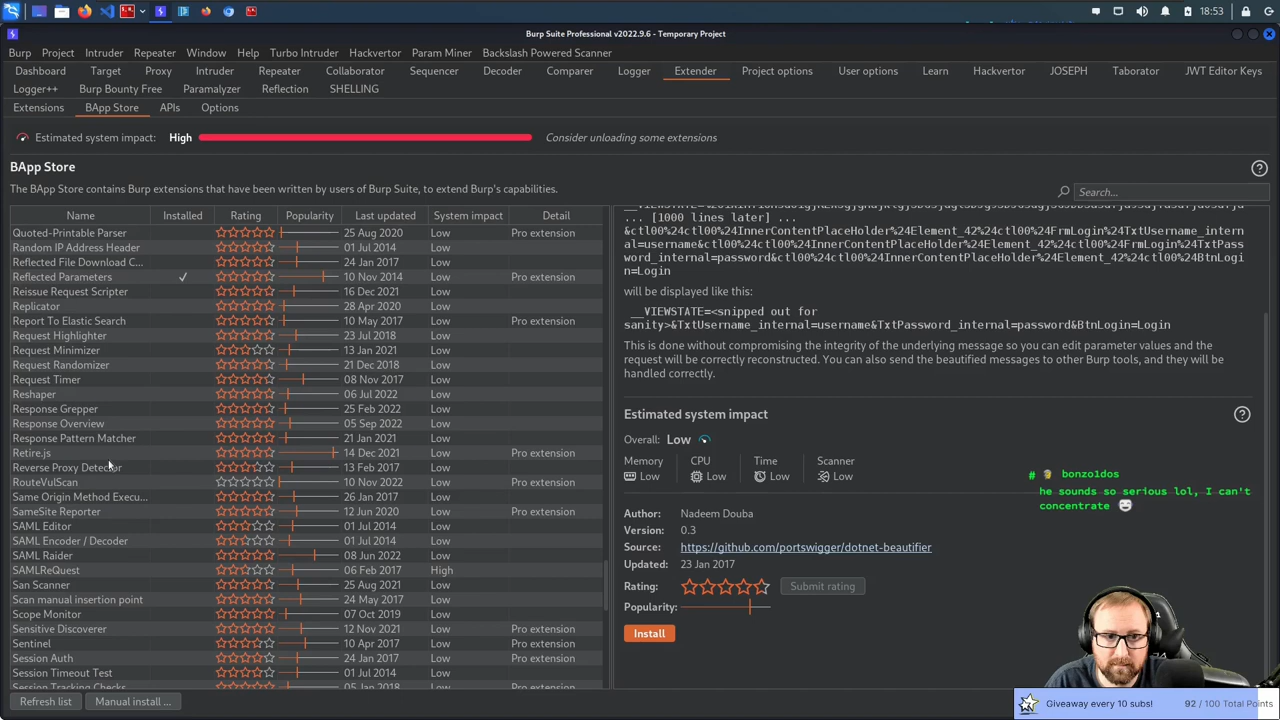 18:53
Burp Suite Professional v2022.9.6 - Temporary Project
Burp Project Intruder Repeater Window Help Turbo Intruder Hackvertor Param Miner Backslash Powered Scanner
Dashboard Target Proxy Intruder Repeater Collaborator Sequencer Decoder Comparer Logger Extender Project options User options Learn Hackvertor JOSEPH Taborator JWT Editor Keys
Logger++ Burp Bounty Free Paramalyzer Reflection SHELLING
Extensions BApp Store APIs Options
Estimated system impact: High Consider unloading some extensions
BApp Store
The BApp Store contains Burp extensions that have been written by users of Burp Suite, to extend Burp's capabilities.
Search...
Name Installed Rating Popularity Last updated System impact Detail
Quoted-Printable Parser 25 Aug 2020 Low Pro extension
Random IP Address Header 01 Jul 2014 Low
Reflected File Download C... 24 Jan 2017 Low Pro extension
Reflected Parameters ✓ 10 Nov 2014 Low Pro extension
Reissue Request Scripter 16 Dec 2021 Low
Replicator 28 Apr 2020 Low
Report To Elastic Search 10 May 2017 Low Pro extension
Request Highlighter 23 Jul 2018 Low
Request Minimizer 13 Jan 2021 Low
Request Randomizer 21 Dec 2018 Low
Request Timer 08 Nov 2017 Low
Reshaper 06 Jul 2022 Low
Response Grepper 25 Feb 2022 Low
Response Overview 05 Sep 2022 Low
Response Pattern Matcher 21 Jan 2021 Low
Retire.js 14 Dec 2021 Low Pro extension
Reverse Proxy Detector 13 Feb 2017 Low
RouteVulScan 10 Nov 2022 Low Pro extension
Same Origin Method Execu... 26 Jan 2017 Low
SameSite Reporter 12 Jun 2020 Low Pro extension
SAML Editor 01 Jul 2014 Low
SAML Encoder / Decoder 01 Jul 2014 Low
SAML Raider 08 Jun 2022 Low
SAMLReQuest 06 Feb 2017 High
San Scanner 25 Aug 2021 Low
Scan manual insertion point 24 May 2017 Low
Scope Monitor 07 Oct 2019 Low
Sensitive Discoverer 12 Nov 2021 Low Pro extension
Sentinel 10 Apr 2017 Low Pro extension
Session Auth 24 Jan 2017 Low Pro extension
Session Timeout Test 01 Jul 2014 Low
Session Tracking Checks 05 Jan 2018 Low Pro extension
Refresh list Manual install ...
... [1000 lines later] ...
&ctl00%24ctl00%24InnerContentPlaceHolder%24Element_42%24ctl00%24FrmLogin%24TxtUsername_intern
al=username&ctl00%24ctl00%24InnerContentPlaceHolder%24Element_42%24ctl00%24FrmLogin%24TxtPass
word_internal=password&ctl00%24ctl00%24InnerContentPlaceHolder%24Element_42%24ctl00%24BtnLogi
n=Login
will be displayed like this:
__VIEWSTATE=<snipped out for
sanity>&TxtUsername_internal=username&TxtPassword_internal=password&BtnLogin=Login
This is done without compromising the integrity of the underlying message so you can edit parameter values and the
request will be correctly reconstructed. You can also send the beautified messages to other Burp tools, and they will be
handled correctly.
Estimated system impact
Overall: Low
Memory CPU Time Scanner
Low Low Low Low
Author: Nadeem Douba
Version: 0.3
Source: https://github.com/portswigger/dotnet-beautifier
Updated: 23 Jan 2017
Rating: Submit rating
Popularity:
Install
# bonzo1dos
he sounds so serious lol, I can't
concentrate
Giveaway every 10 subs! 92 / 100 Total Points